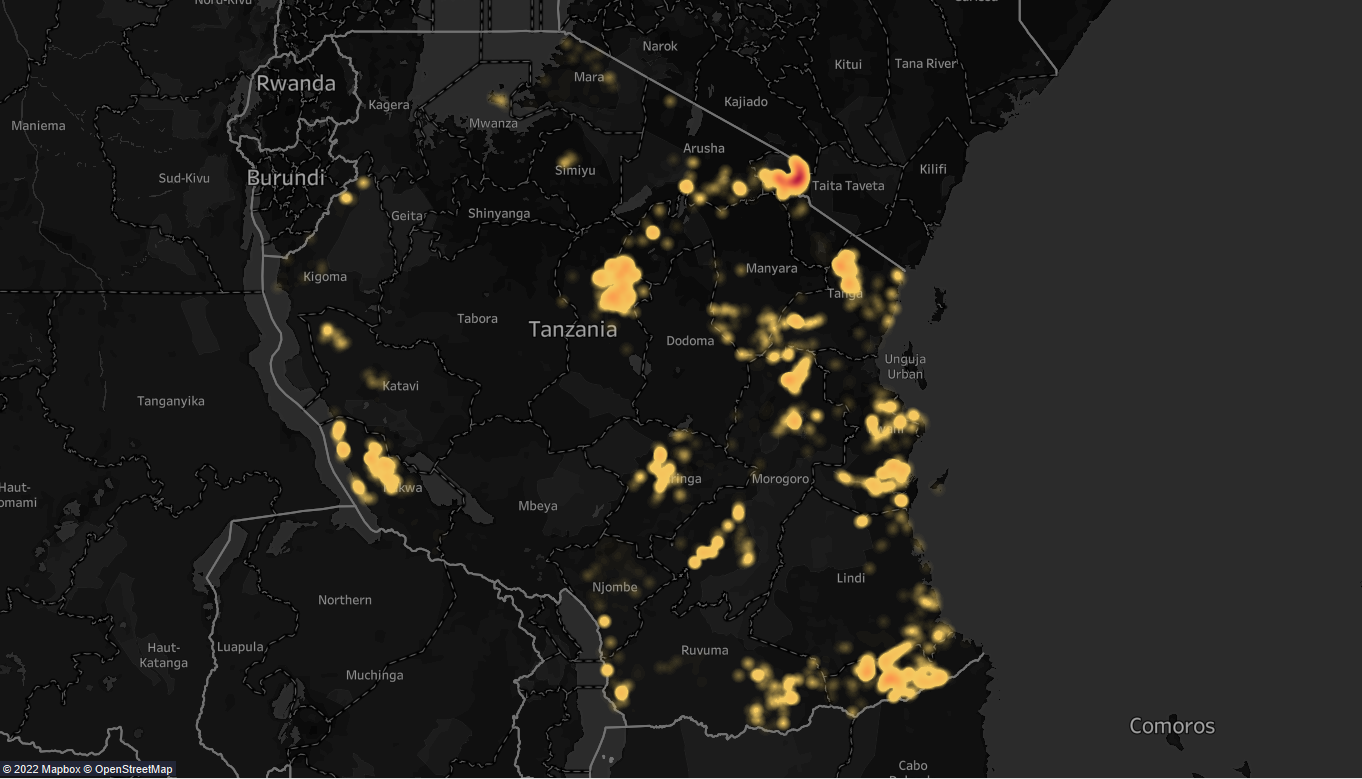 Nord-Kivu
Narok
Rwanda
Mara
Kitui
Tana River
Kagera
Kajiado
Maniema
Mwanza
Arusha
Simiyu
Kilifi
Sud-Kivu
Burundi
Taita Taveta
Geita
Shinyanga
Kigoma
Manyara
Tanga
Tabora
Tanzania
Dodoma
Unguja
Urban
Katavi
Tanganyika
Pwani
Iringa
Morogoro
Rukwa
Haut-
Lomami
Mbeya
Lindi
Njombe
Northern
Haut-
Katanga
Luapula
Ruvuma
Muchinga
Comoros
Cabo
© 2022 Mapbox © OpenStreetMap